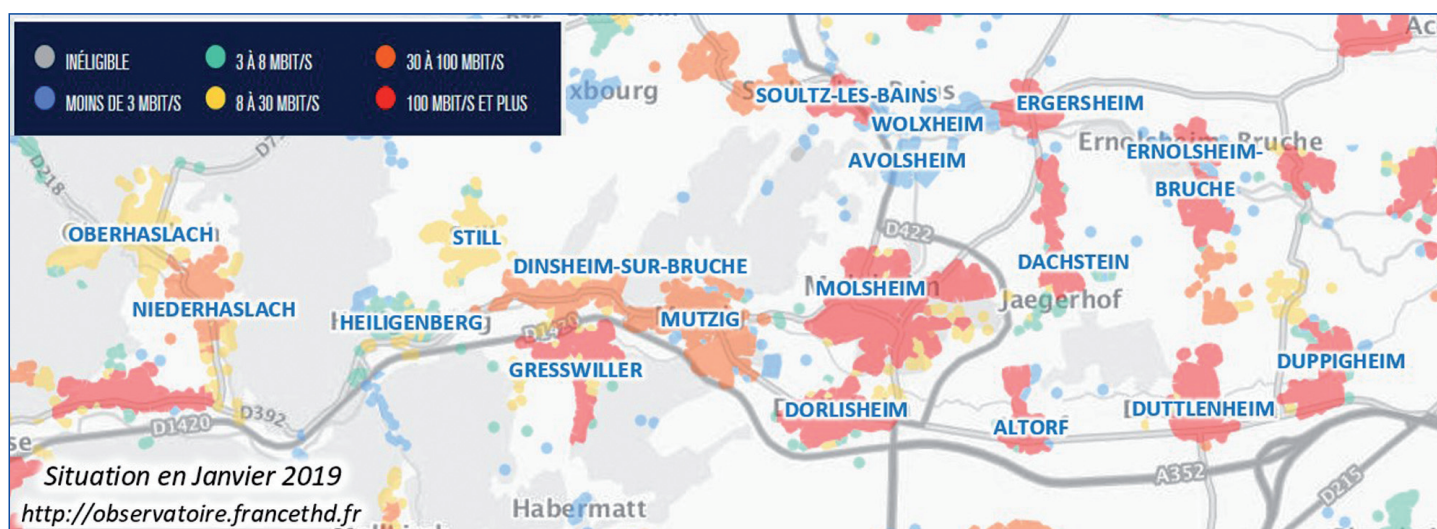 INÉLIGIBLE
3 À 8 MBIT/S
30 À 100 MBIT/S
MOINS DE 3 MBIT/S
8 À 30 MBIT/S
100 MBIT/S ET PLUS
xbourg
SOULTZ-LES-BAINS
ERGERSHEIM
WOLXHEIM
AVOLSHEIM
Ernolsheim-Bruche
ERNOLSHEIM-
BRUCHE
D218
OBERHASLACH
STILL
D422
DINSHEIM-SUR-BRUCHE
DACHSTEIN
MOLSHEIM
Jaegerhof
NIEDERHASLACH
HEILIGENBERG
MUTZIG
D1420
GRESSWILLER
DUPPIGHEIM
D392
D1420
DORLISHEIM
ALTORF
DUTTLENHEIM
A352
D215
Situation en Janvier 2019
http://observatoire.francethd.fr
Habermatt